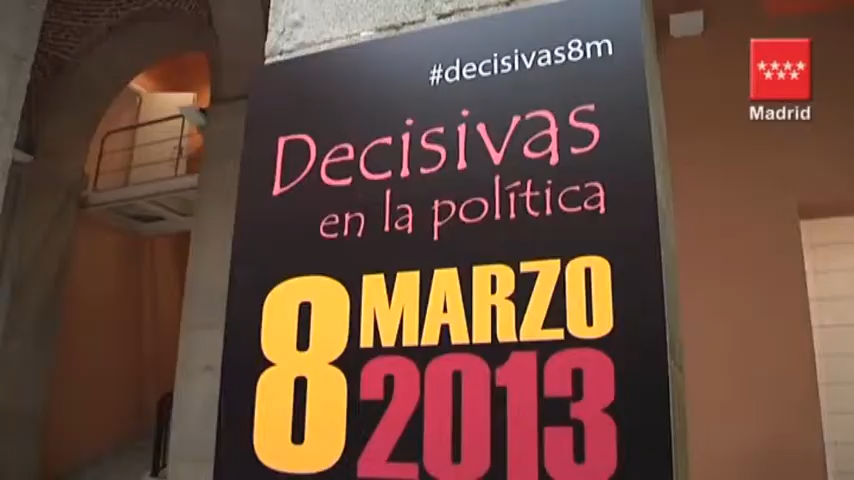 #decisivas8m
Decisivas
en la política
8 MARZO
2013
Madrid